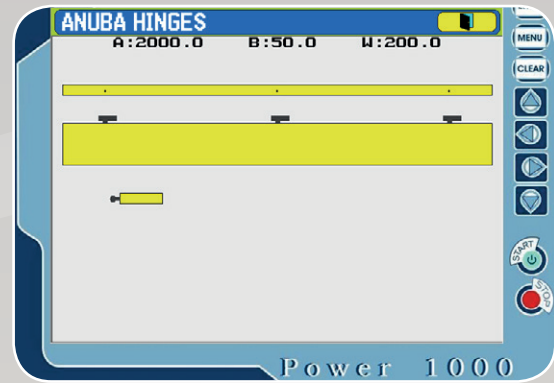 ANUBA HINGES
A:2000.0 B:50.0 W:200.0
MENU
CLEAR
START
STOP
Power 1000